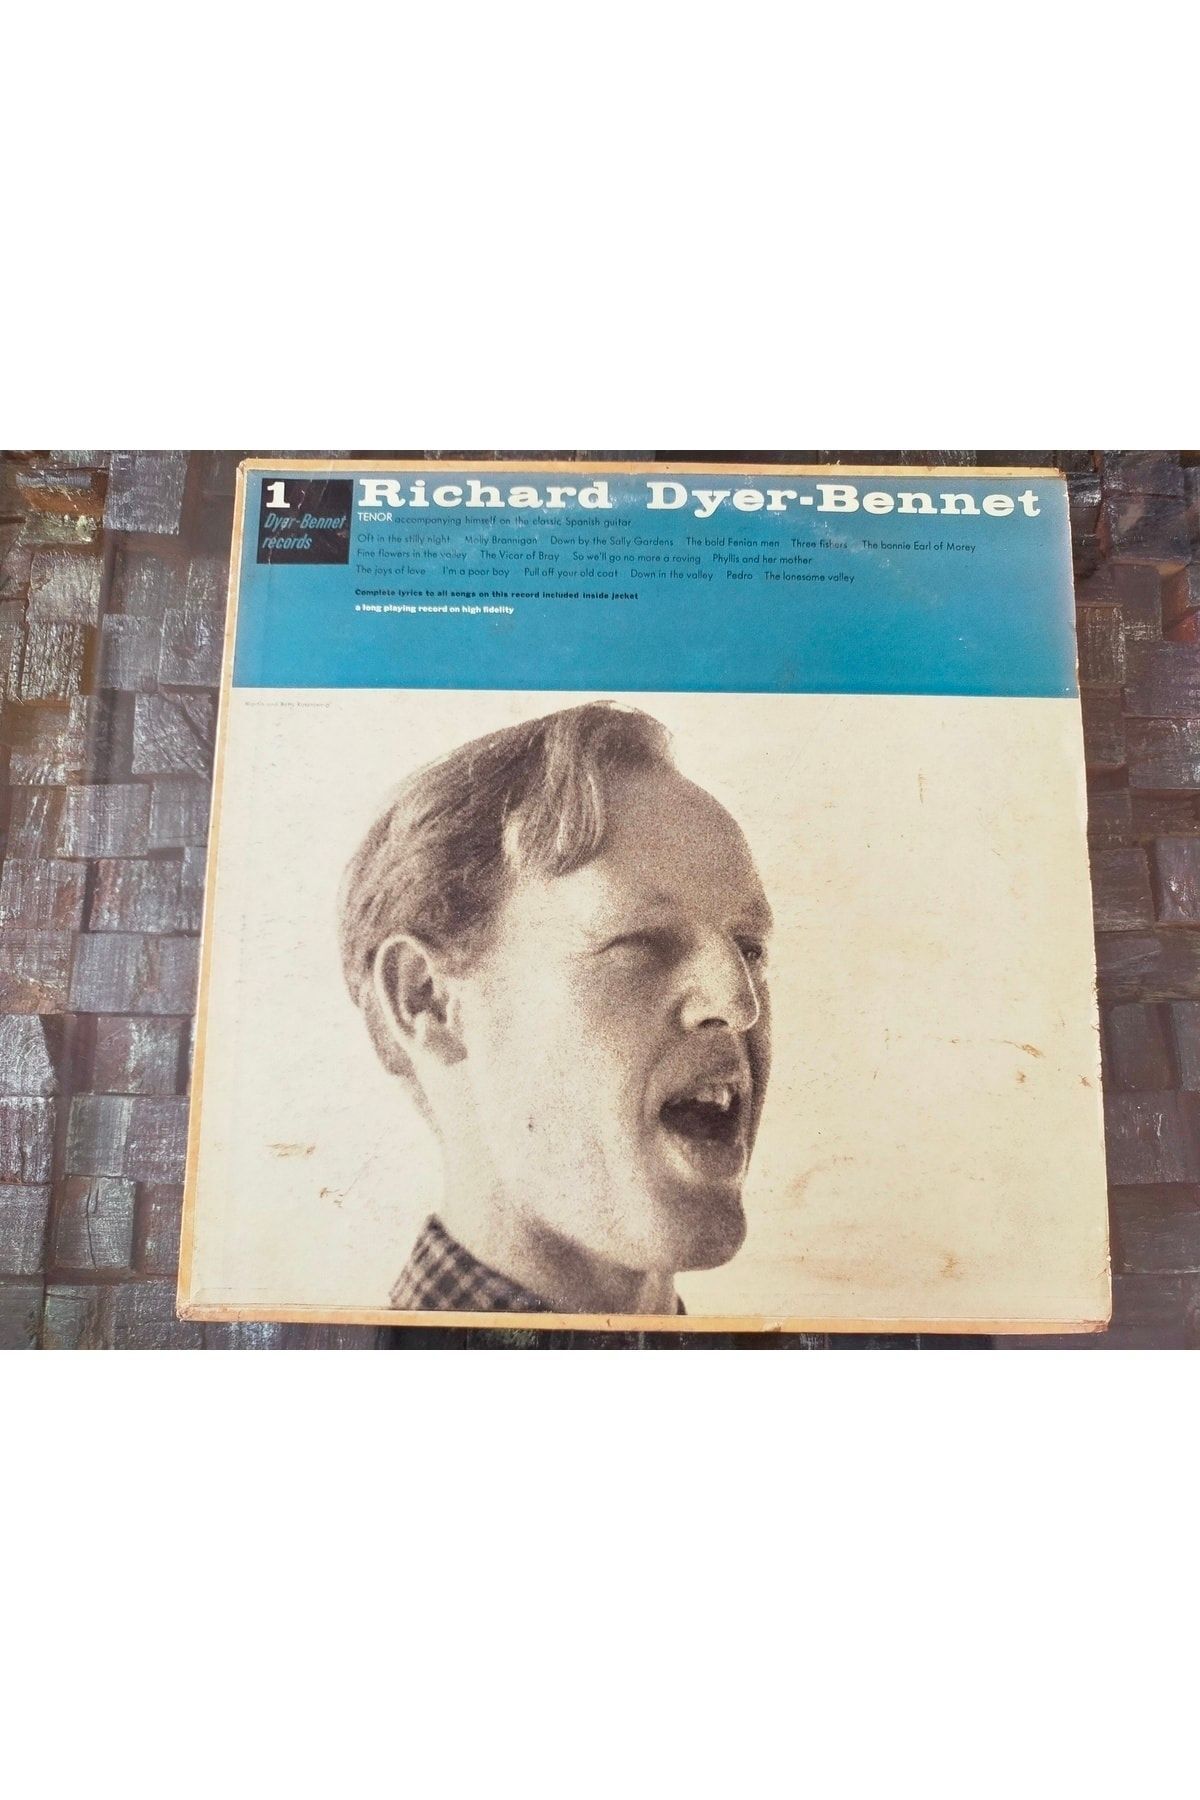 1
Dyer-Bennet
records
Richard Dyer-Bennet
TENOR accompanying himself on the classic Spanish guitar
Oft in the stilly night Molly Brannigan Down by the Sally Gardens The bold Fenian men Three fishers The bonnie Earl of Morey
Fine flowers in the valley The Vicar of Bray So we'll go no more a roving Phyllis and her mother
The joys of love I'm a poor boy Pull off your old coat Down in the valley Pedro The lonesome valley
Complete lyrics to all songs on this record included inside jacket
a long playing record on high fidelity